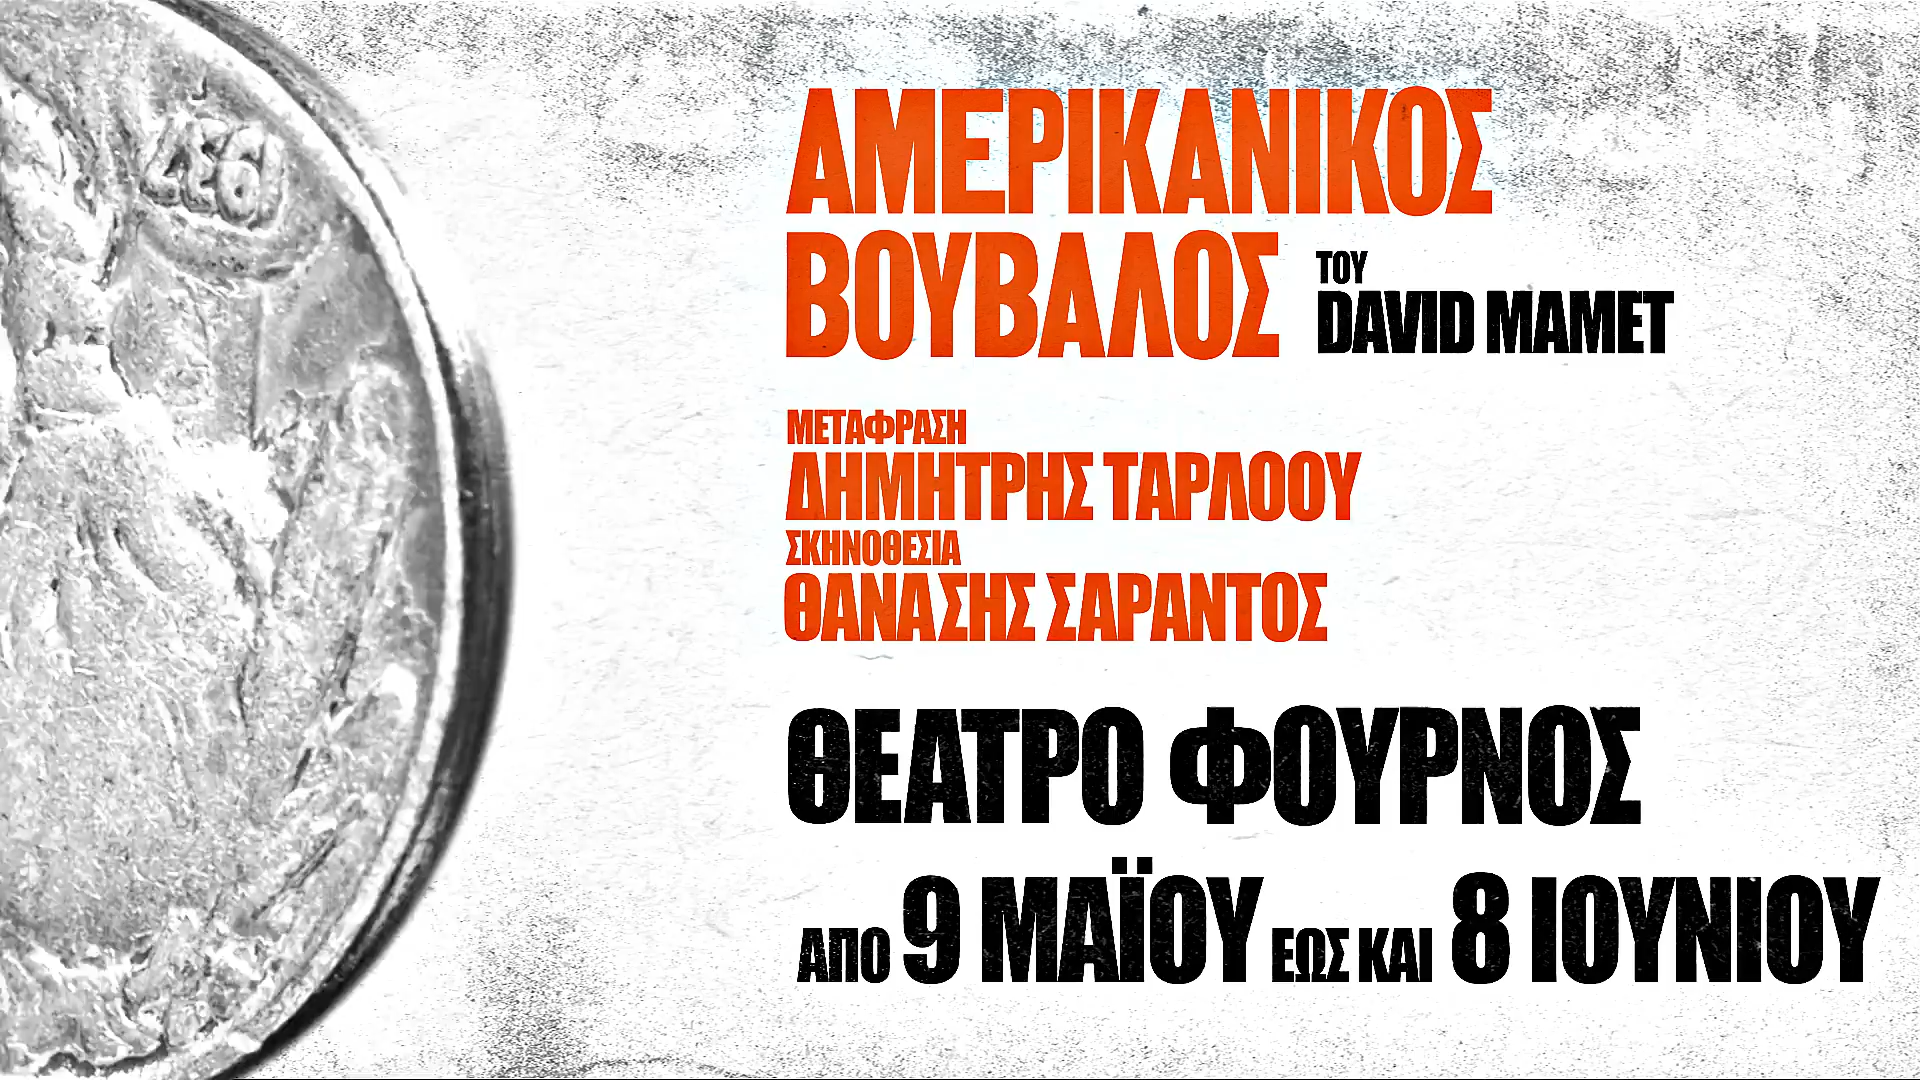 ΑΜΕΡΙΚΑΝΙΚΟΣ
ΒΟΥΒΑΛΟΣ
ΤΟΥ
DAVID MAMET
ΜΕΤΑΦΡΑΣΗ
ΔΗΜΗΤΡΗΣ ΤΑΡΛΟΟΥ
ΣΚΗΝΟΘΕΣΙΑ
ΘΑΝΑΣΗΣ ΣΑΡΑΝΤΟΣ
ΘΕΑΤΡΟ ΦΟΥΡΝΟΣ
ΑΠΟ 9 ΜΑΪΟΥ ΕΩΣ ΚΑΙ 8 ΙΟΥΝΙΟΥ